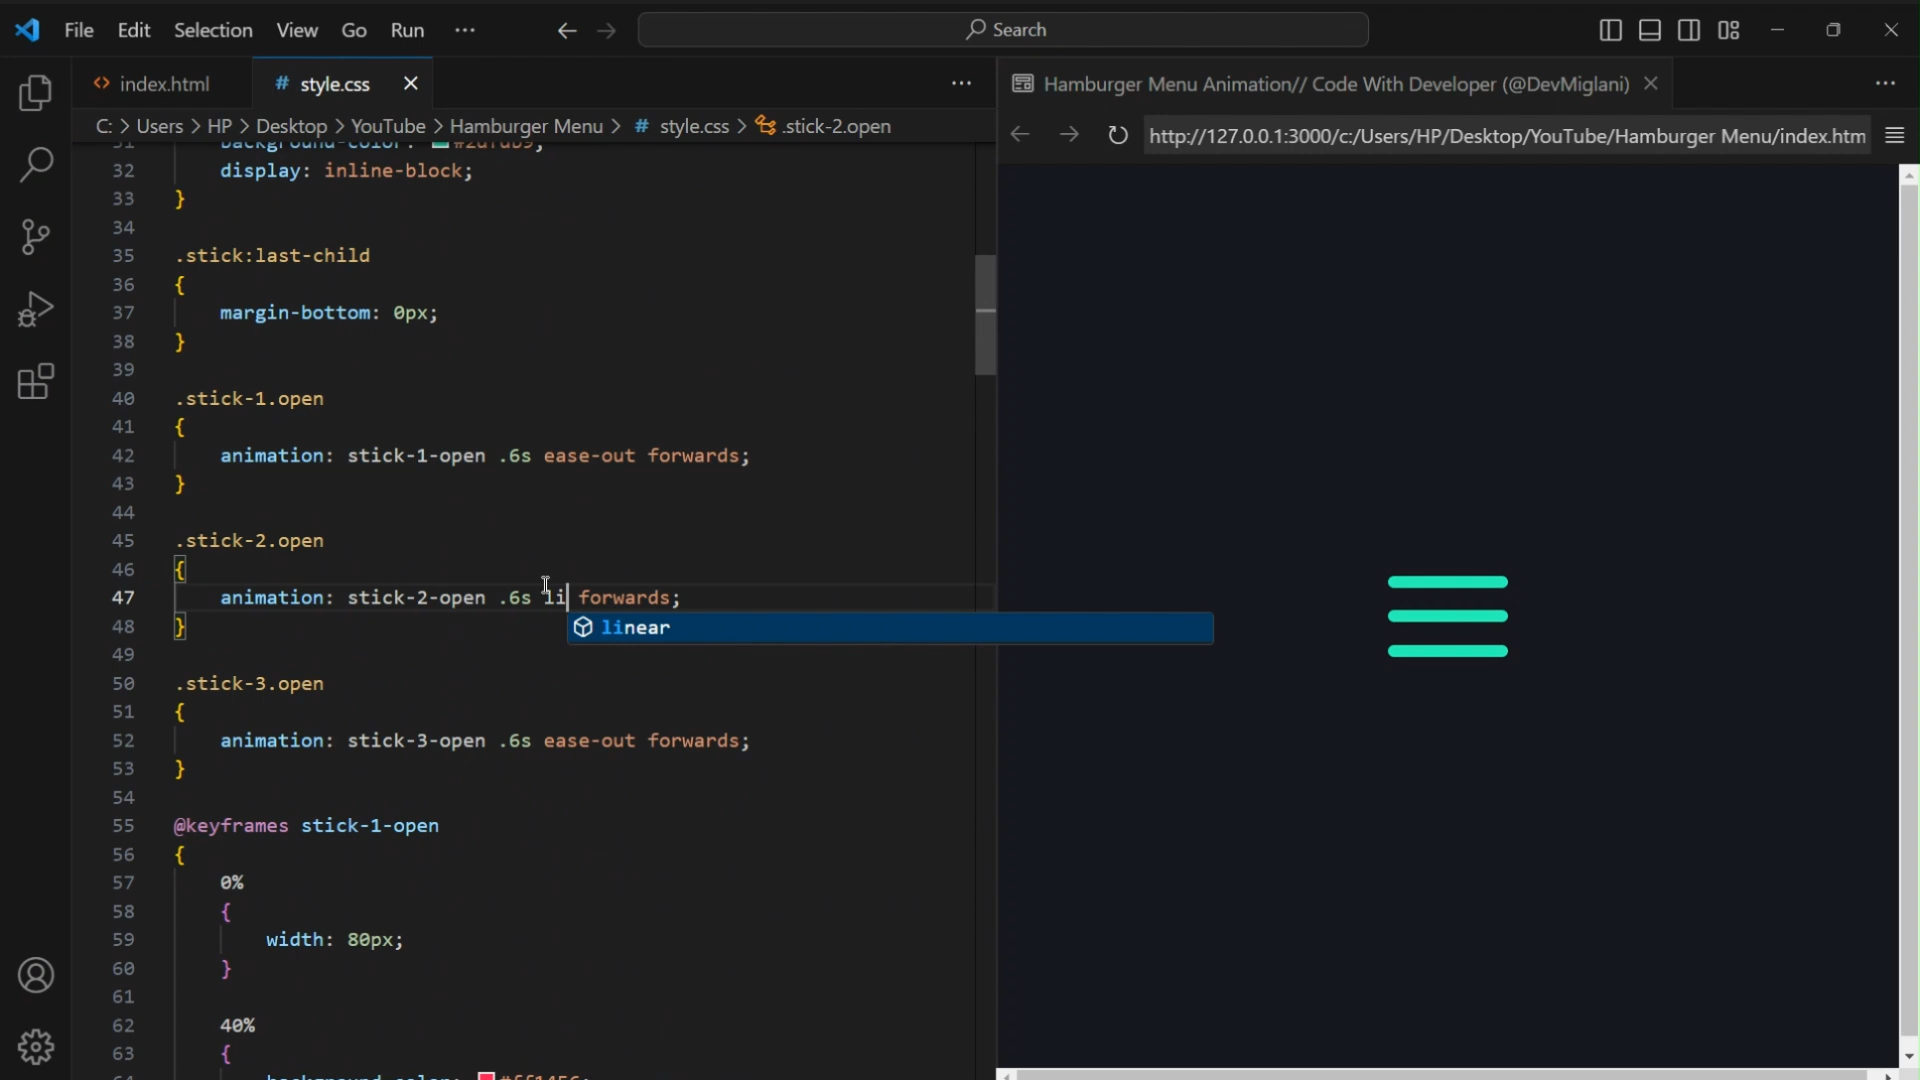 File Edit Selection View Go Run ··· Search
index.html # style.css ···
C: > Users > HP > Desktop > YouTube > Hamburger Menu > # style.css > .stick-2.open
32 display: inline-block;
33 }
34
35 .stick:last-child
36 {
37 margin-bottom: 0px;
38 }
39
40 .stick-1.open
41 {
42 animation: stick-1-open .6s ease-out forwards;
43 }
44
45 .stick-2.open
46 {
47 animation: stick-2-open .6s li forwards;
linear
48 }
49
50 .stick-3.open
51 {
52 animation: stick-3-open .6s ease-out forwards;
53 }
54
55 @keyframes stick-1-open
56 {
57 0%
58 {
59 width: 80px;
60 }
61
62 40%
63 {
Hamburger Menu Animation// Code With Developer (@DevMiglani) ···
http://127.0.0.1:3000/c:/Users/HP/Desktop/YouTube/Hamburger Menu/index.htm